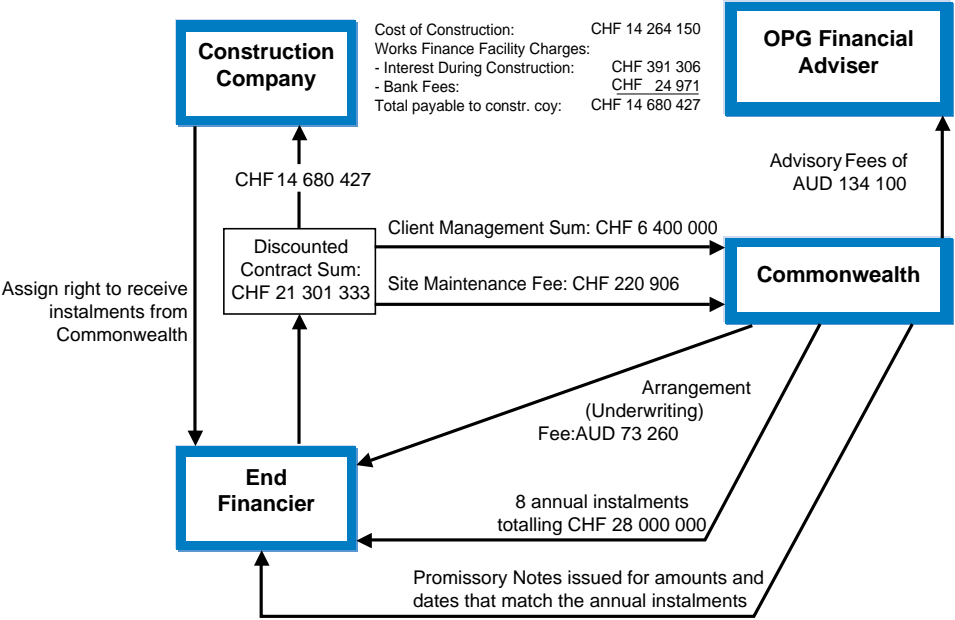 Construction
Company
Cost of Construction: CHF 14 264 150
Works Finance Facility Charges:
- Interest During Construction: CHF 391 306
- Bank Fees: CHF 24 971
Total payable to constr. coy: CHF 14 680 427
OPG Financial
Adviser
Advisory Fees of
AUD 134 100
CHF 14 680 427
Discounted
Contract Sum:
CHF 21 301 333
Client Management Sum: CHF 6 400 000
Site Maintenance Fee: CHF 220 906
Commonwealth
Assign right to receive
instalments from
Commonwealth
Arrangement
(Underwriting)
Fee:AUD 73 260
End
Financier
8 annual instalments
totalling CHF 28 000 000
Promissory Notes issued for amounts and
dates that match the annual instalments